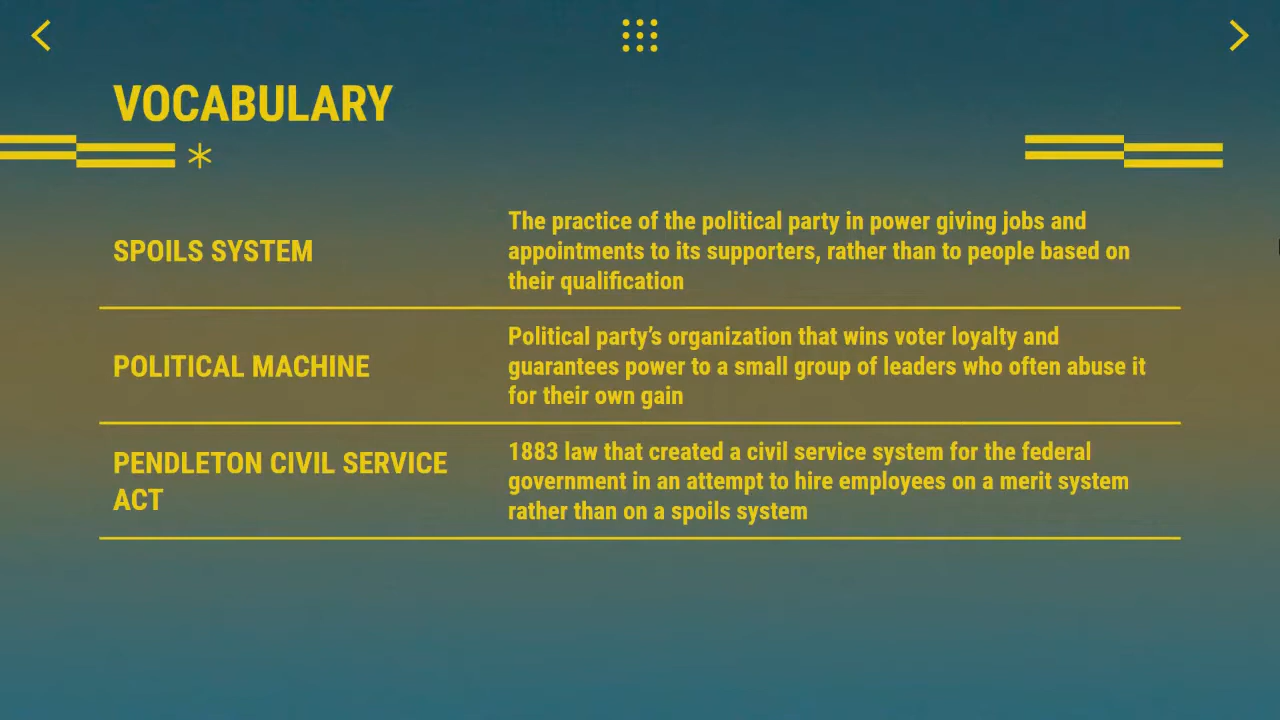 VOCABULARY
SPOILS SYSTEM
The practice of the political party in power giving jobs and
appointments to its supporters, rather than to people based on
their qualification
POLITICAL MACHINE
Political party’s organization that wins voter loyalty and
guarantees power to a small group of leaders who often abuse it
for their own gain
PENDLETON CIVIL SERVICE
ACT
1883 law that created a civil service system for the federal
government in an attempt to hire employees on a merit system
rather than on a spoils system